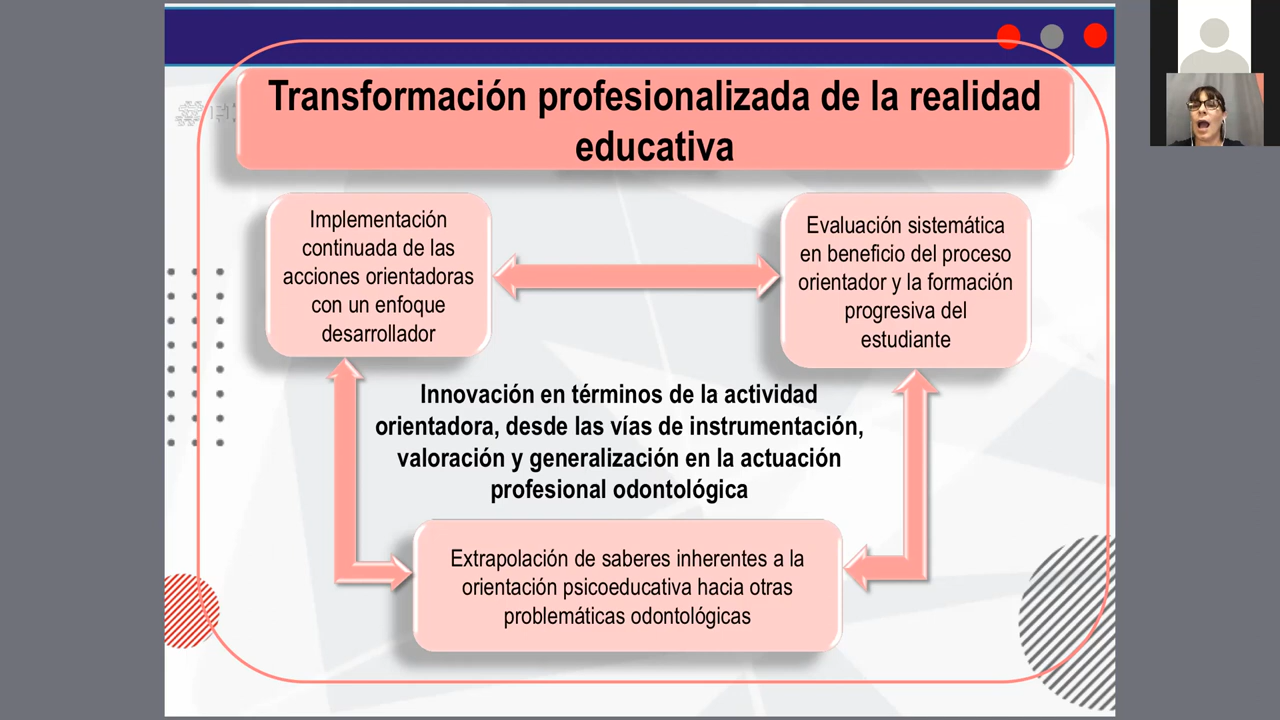 Transformación profesionalizada de la realidad
educativa
Implementación
continuada de las
acciones orientadoras
con un enfoque
desarrollador
Evaluación sistemática
en beneficio del proceso
orientador y la formación
progresiva del
estudiante
Innovación en términos de la actividad
orientadora, desde las vías de instrumentación,
valoración y generalización en la actuación
profesional odontológica
Extrapolación de saberes inherentes a la
orientación psicoeducativa hacia otras
problemáticas odontológicas